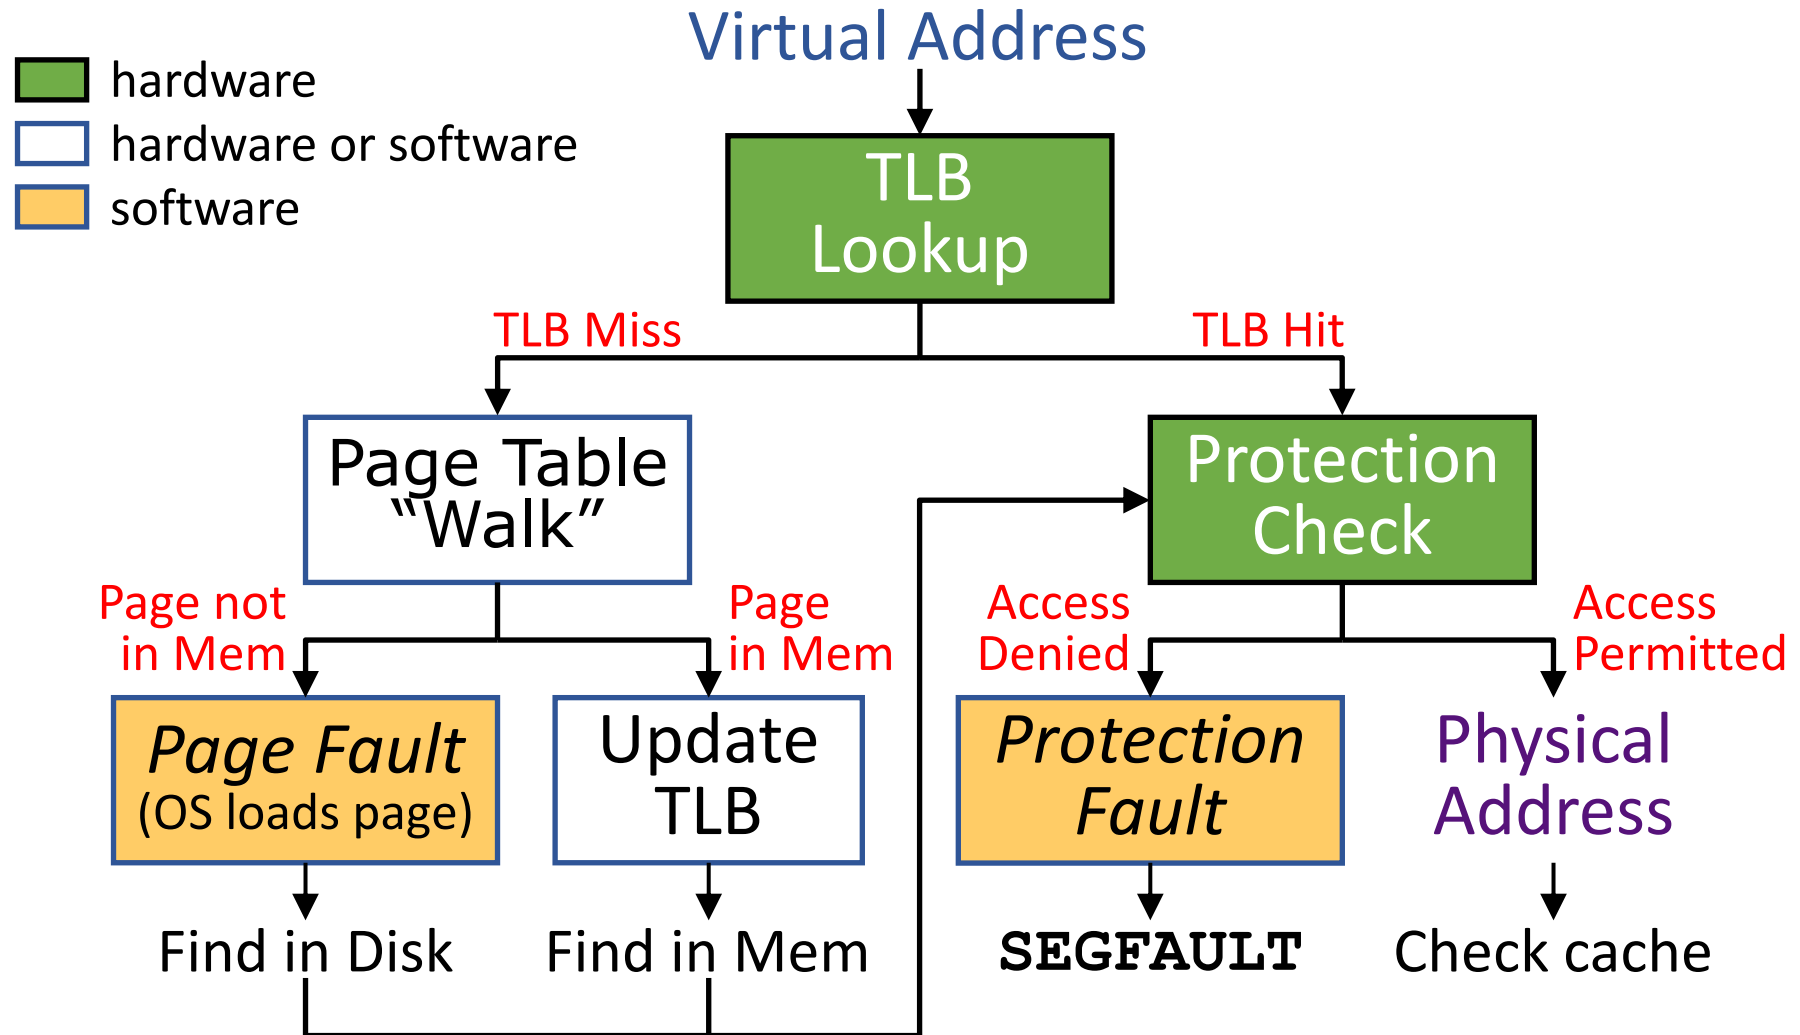 Virtual Address
hardware
hardware or software
software
TLB
Lookup
TLB Miss
TLB Hit
Page Table
“Walk”
Protection
Check
Page not
in Mem
Page
in Mem
Access
Denied
Access
Permitted
Page Fault
(OS loads page)
Update
TLB
Protection
Fault
Physical
Address
Find in Disk
Find in Mem
SEGFAULT
Check cache